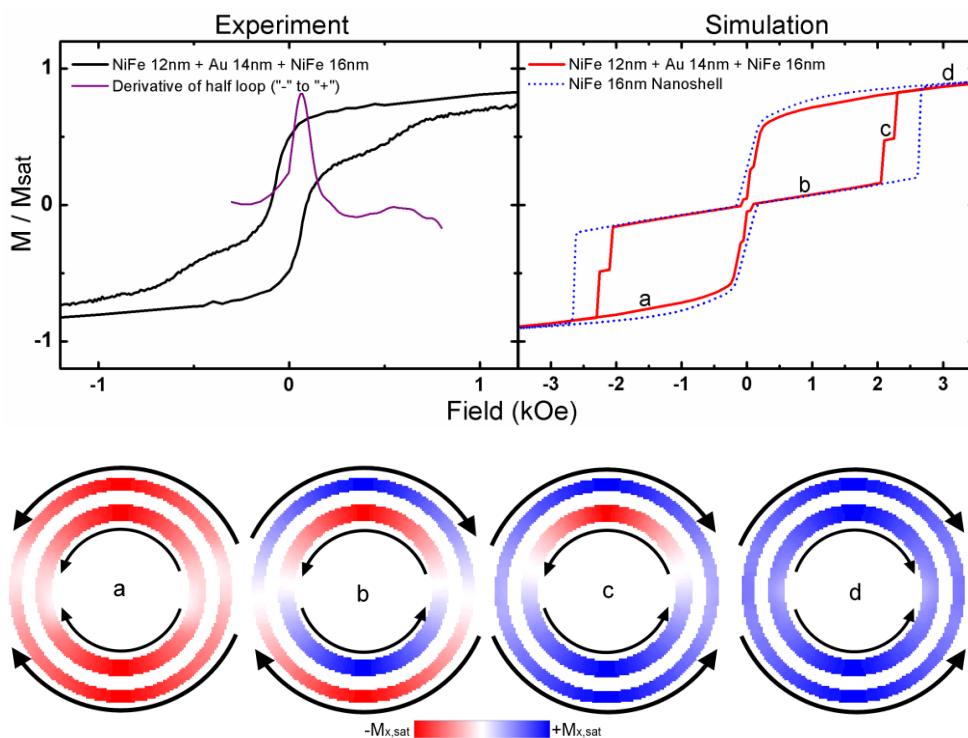 Experiment
Simulation
NiFe 12nm + Au 14nm + NiFe 16nm
Derivative of half loop ("-" to "+")
NiFe 12nm + Au 14nm + NiFe 16nm
NiFe 16nm Nanoshell
M / Msat
1
0
-1
a
b
c
d
-1 0 1
-3 -2 -1 0 1 2 3
Field (kOe)
a b c d
-Mx,sat +Mx,sat